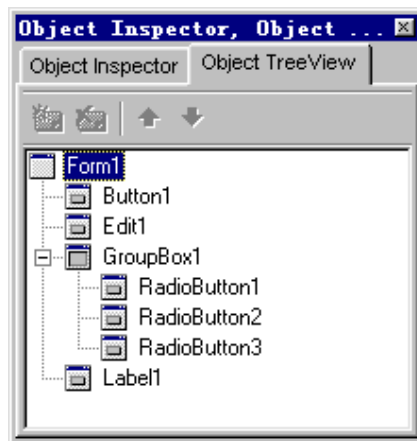 Object Inspector, Object ...
Object Inspector Object TreeView
Form1
Button1
Edit1
GroupBox1
RadioButton1
RadioButton2
RadioButton3
Label1